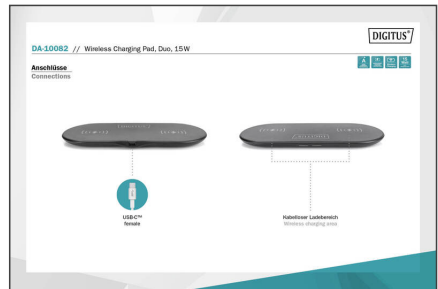 DIGITUS®
DA-10082 // Wireless Charging Pad, Duo, 15W
Anschlüsse
Connections
USB-C™
female
Kabelloser Ladebereich
Wireless charging area